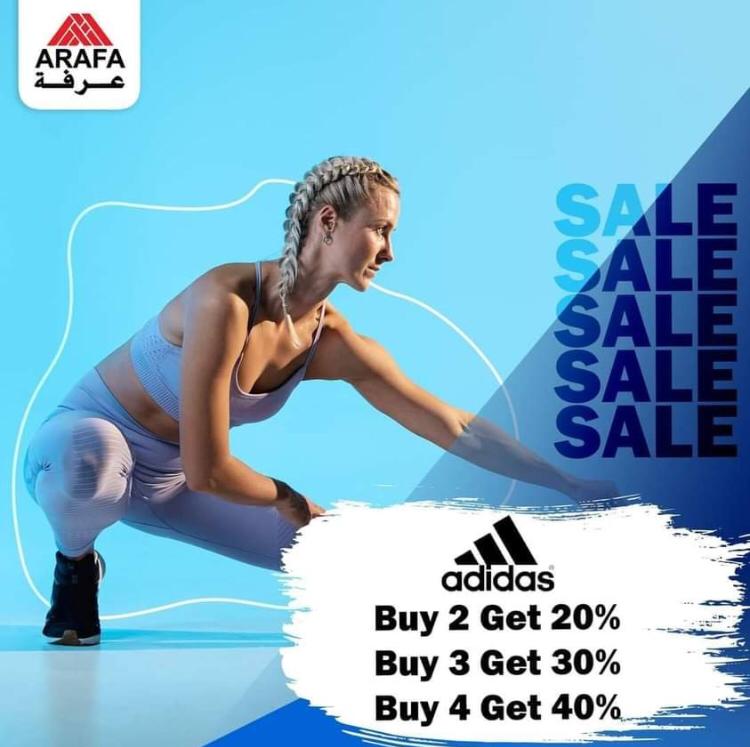 ARAFA
عرفة
SALE
SALE
SALE
SALE
SALE
adidas®
Buy 2 Get 20%
Buy 3 Get 30%
Buy 4 Get 40%